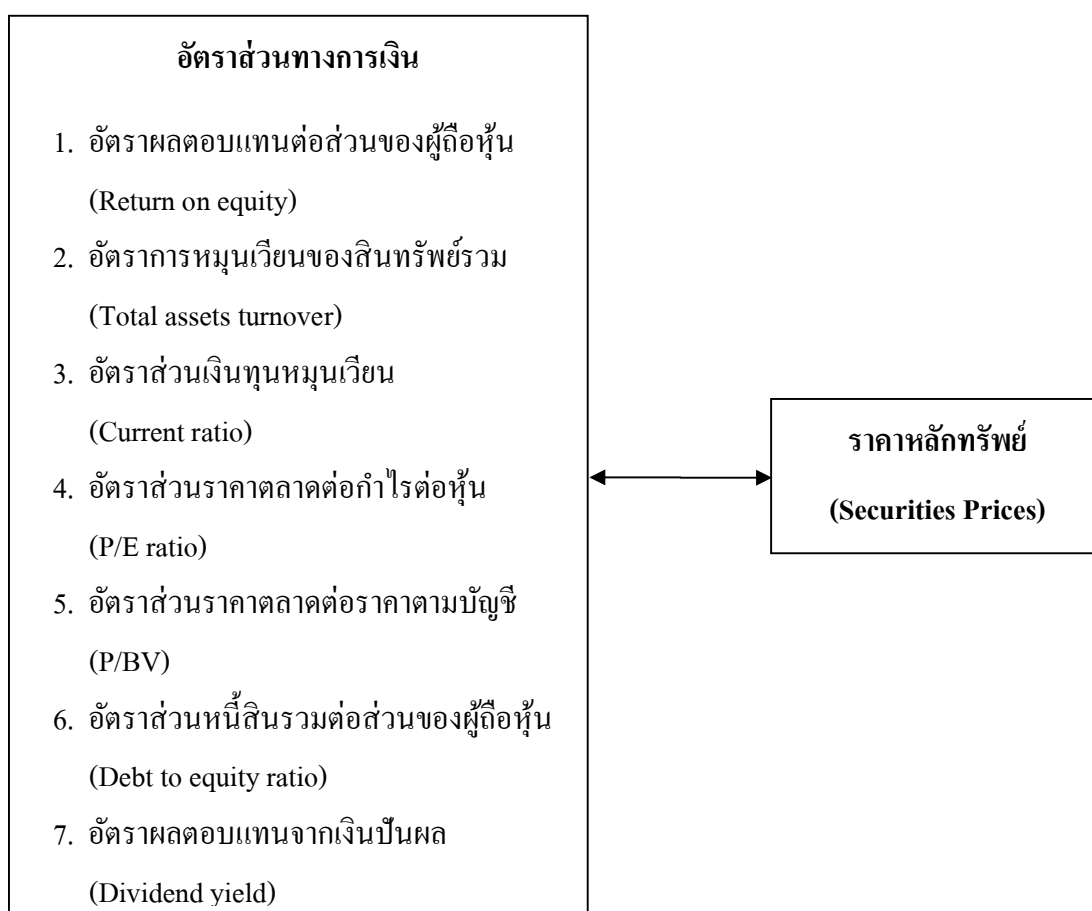 อัตราส่วนทางการเงิน
1. อัตราผลตอบแทนต่อส่วนของผู้ถือหุ้น
(Return on equity)
2. อัตราการหมุนเวียนของสินทรัพย์รวม
(Total assets turnover)
3. อัตราส่วนเงินทุนหมุนเวียน
(Current ratio)
4. อัตราส่วนราคาตลาดต่อกำไรต่อหุ้น
(P/E ratio)
5. อัตราส่วนราคาตลาดต่อราคาตามบัญชี
(P/BV)
6. อัตราส่วนหนี้สินรวมต่อส่วนของผู้ถือหุ้น
(Debt to equity ratio)
7. อัตราผลตอบแทนจากเงินปันผล
(Dividend yield)
ราคาหลักทรัพย์
(Securities Prices)